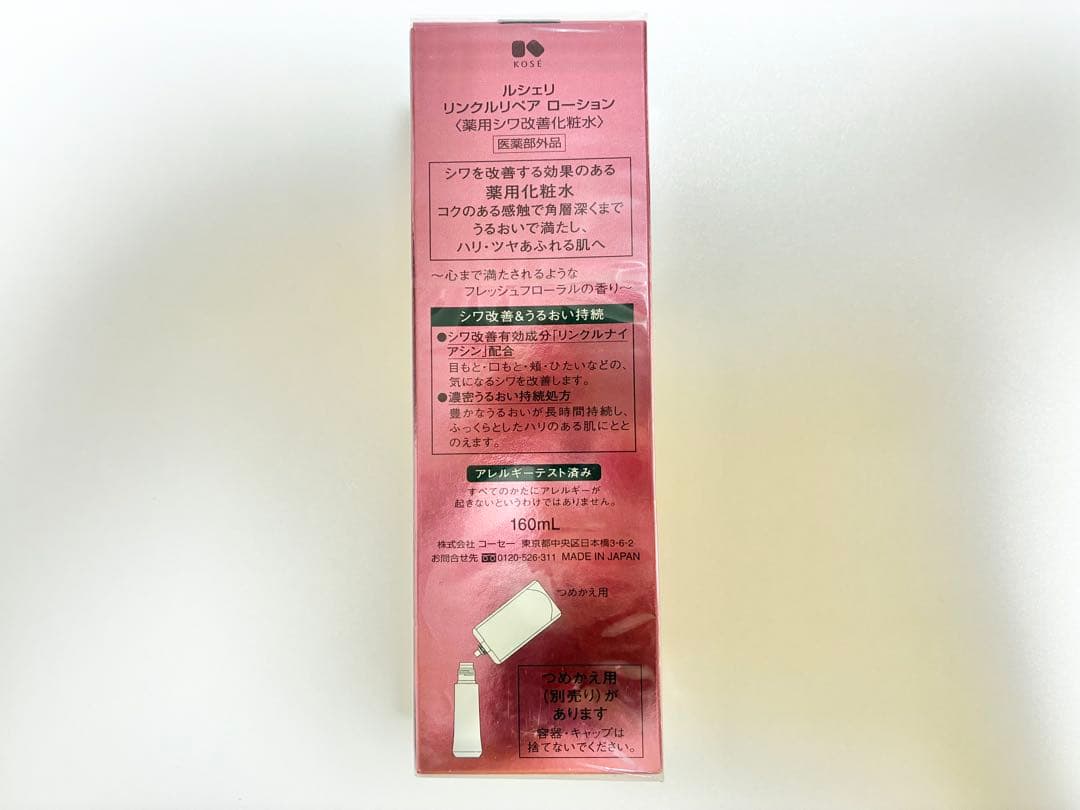 KOSÉ
ルシェリ
リンクルリペア ローション
〈薬用シワ改善化粧水〉
医薬部外品
シワを改善する効果のある
薬用化粧水
コクのある感触で角層深くまで
うるおいで満たし、
ハリ・ツヤあふれる肌へ
～心まで満たされるような
フレッシュフローラルの香り～
シワ改善&うるおい持続
●シワ改善有効成分「リンクルナイ
アシン」配合
目もと・口もと・頰・ひたいなどの、
気になるシワを改善します。
●濃密うるおい持続処方
豊かなうるおいが長時間持続し、
ふっくらとしたハリのある肌にとと
のえます。
アレルギーテスト済み
すべてのかたにアレルギーが
起きないというわけではありません。
160mL
株式会社 コーセー 東京都中央区日本橋3-6-2
お問合せ先 0120-526-311 MADE IN JAPAN
つめかえ用
つめかえ用
(別売り)が
あります
容器・キャップは
捨てないでください。